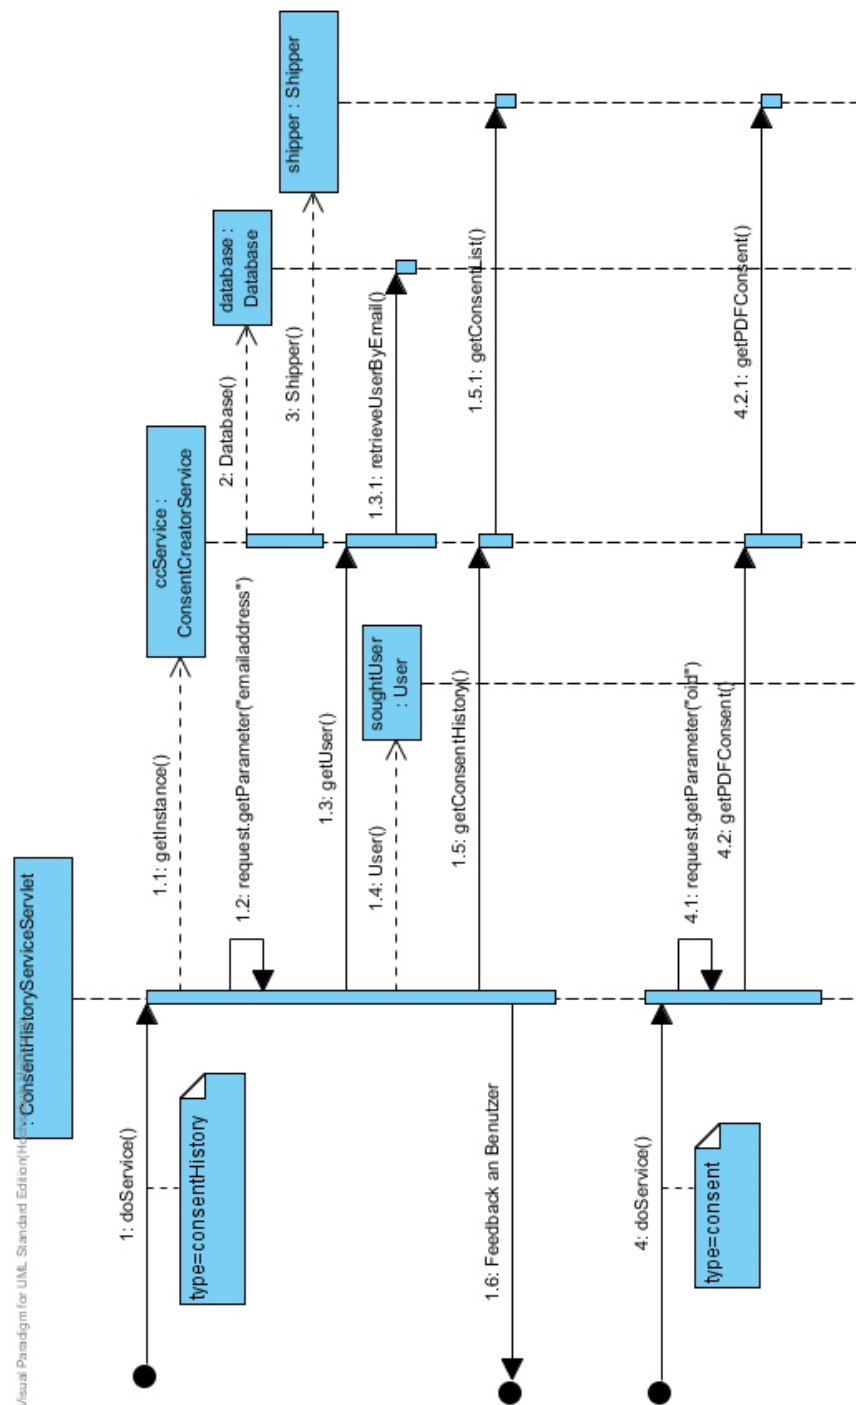 Visual Paradigm for UML Standard Edition
: ConsentHistoryServiceServlet
ccService :
ConsentCreatorService
database :
Database
shipper : Shipper
1: doService()
type=consentHistory
1.1: getInstance()
2: Database()
3: Shipper()
1.2: request.getParameter("emailaddress")
1.3: getUser()
1.3.1: retrieveUserByEmail()
1.4: User()
soughtUser
: User
1.5: getConsentHistory()
1.5.1: getConsentList()
1.6: Feedback an Benutzer
4: doService()
type=consent
4.1: request.getParameter("oid")
4.2: getPDFConsent()
4.2.1: getPDFConsent()